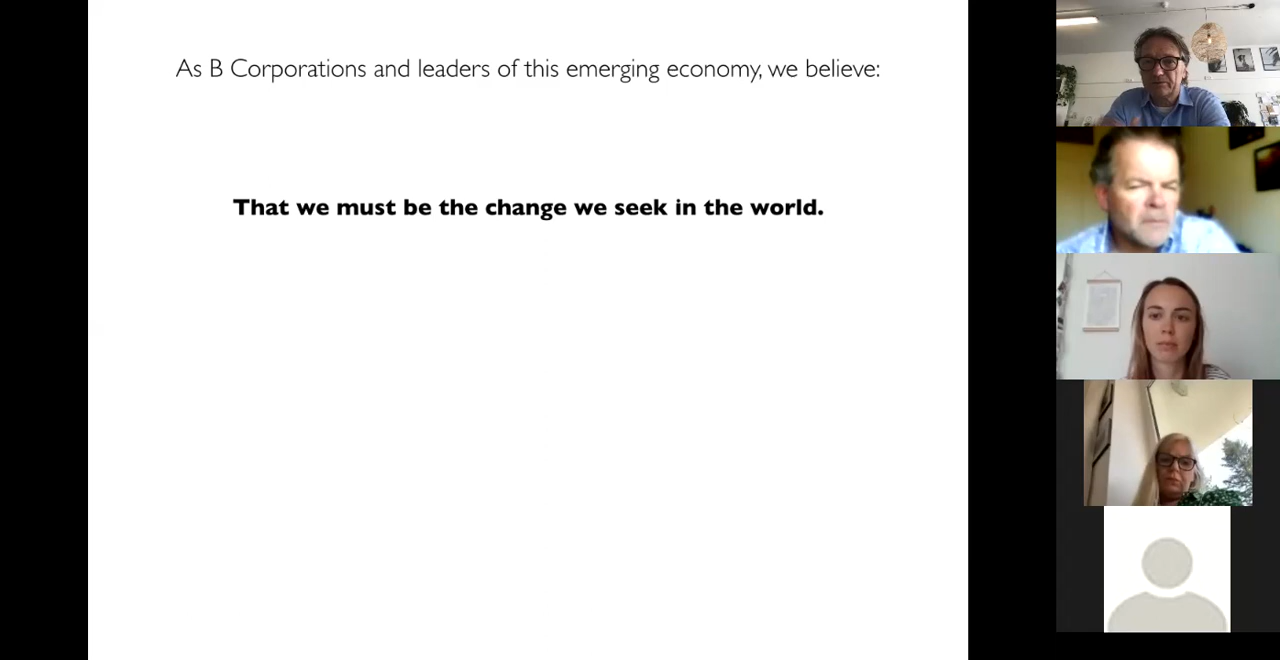 As B Corporations and leaders of this emerging economy, we believe:
That we must be the change we seek in the world.